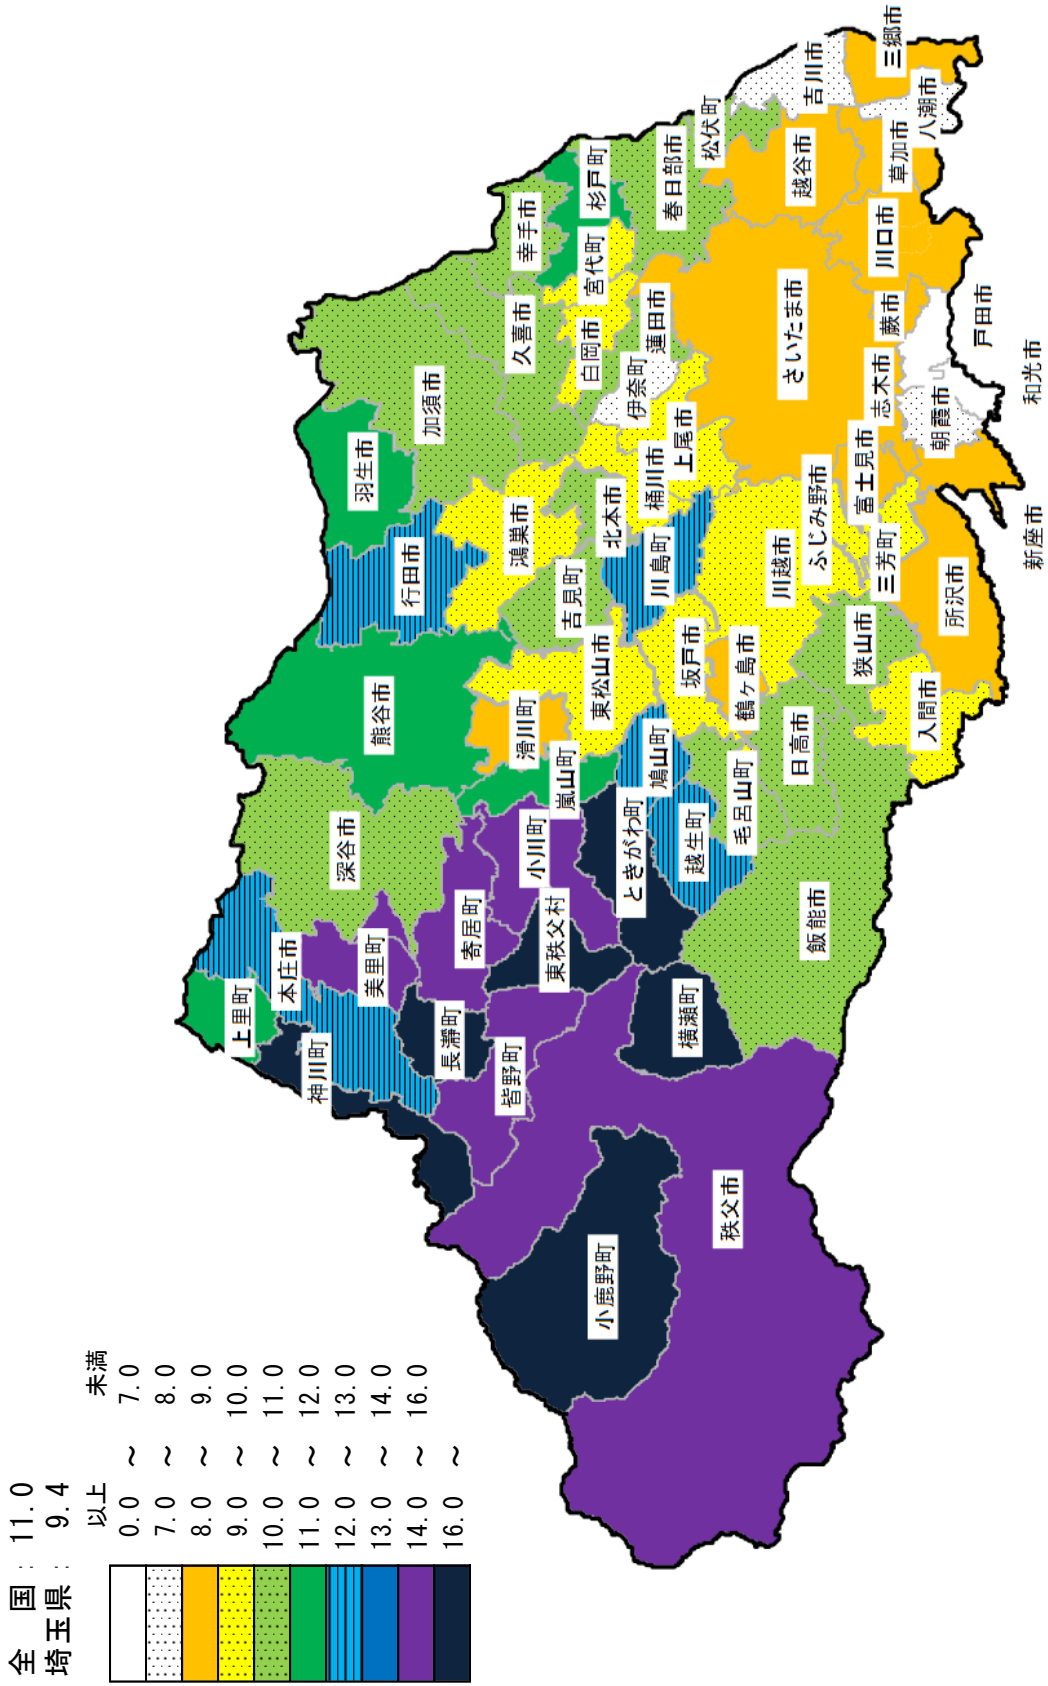 全　国 : 11.0
埼玉県 : 9.4
以上 未満
0.0 ～ 7.0
7.0 ～ 8.0
8.0 ～ 9.0
9.0 ～ 10.0
10.0 ～ 11.0
11.0 ～ 12.0
12.0 ～ 13.0
13.0 ～ 14.0
14.0 ～ 16.0
16.0 ～
上里町
本庄市
神川町
美里町
深谷市
熊谷市
行田市
羽生市
加須市
長瀞町
皆野町
寄居町
小川町
滑川町
鴻巣市
久喜市
幸手市
小鹿野町
東秩父村
嵐山町
東松山市
吉見町
北本市
白岡市
宮代町
杉戸町
ときがわ町
鳩山町
川島町
桶川市
伊奈町
蓮田市
春日部市
横瀬町
越生町
坂戸市
上尾市
松伏町
秩父市
毛呂山町
鶴ヶ島市
川越市
さいたま市
越谷市
吉川市
飯能市
日高市
ふじみ野市
狭山市
三芳町
富士見市
志木市
蕨市
川口市
草加市
三郷市
八潮市
入間市
所沢市
朝霞市
戸田市
新座市
和光市